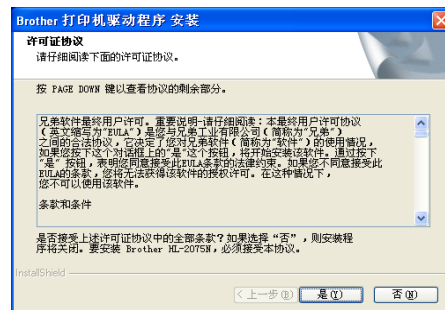 Brother 打印机驱动程序 安装
许可证协议
请仔细阅读下面的许可证协议。
按 PAGE DOWN 键以查看协议的剩余部分。
兄弟软件最终用户许可。重要说明-请仔细阅读：本最终用户许可协议
（英文缩写为"EULA"）是您与兄弟工业有限公司（简称为"兄弟"）
之间的合法协议，它决定了您对兄弟软件（简称为"软件"）的使用情况，
如果您按下这个对话框上的"是"这个按钮，将开始安装该软件。通过按下
"是" 按钮，表明您同意接受此EULA条款的法律约束。如果您不同意接受此
EULA的条款，您将无法获得该软件的授权许可。在这种情况下，
您不可以使用该软件。
条款和条件
是否接受上述许可证协议中的全部条款？如果选择“否”，则安装程
序将关闭。要安装 Brother HL-2075N，必须接受本协议。
InstallShield
< 上一步(B)
是(Y)
否(N)